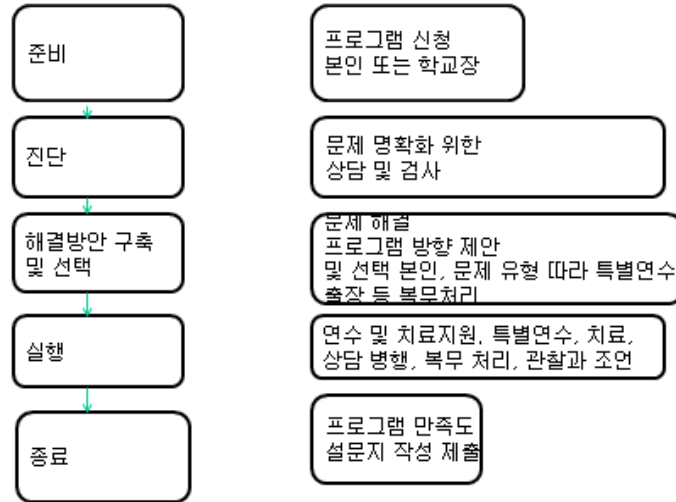 준비
프로그램 신청
본인 또는 학교장
진단
문제 명확화 위한
상담 및 검사
해결방안 구축
및 선택
문제 해결
프로그램 방향 제안
및 선택 본인, 문제 유형 따라 특별연수
출장 등 복무처리
실행
연수 및 치료지원, 특별연수, 치료,
상담 병행, 복무 처리, 관찰과 조언
종료
프로그램 만족도
설문지 작성 제출